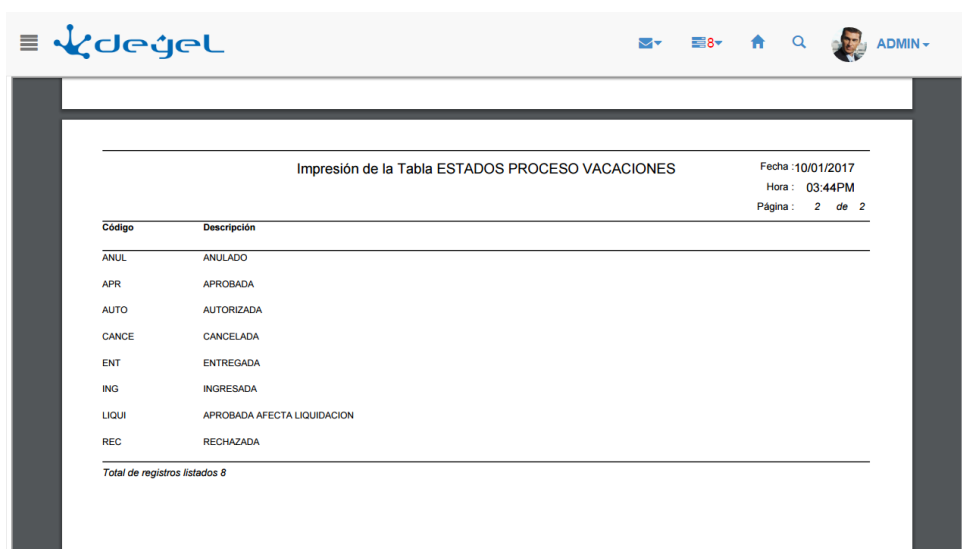 deyel
8
ADMIN
Impresión de la Tabla ESTADOS PROCESO VACACIONES
Fecha :10/01/2017
Hora : 03:44PM
Página : 2 de 2
Código Descripción
ANUL ANULADO
APR APROBADA
AUTO AUTORIZADA
CANCE CANCELADA
ENT ENTREGADA
ING INGRESADA
LIQUI APROBADA AFECTA LIQUIDACION
REC RECHAZADA
Total de registros listados 8